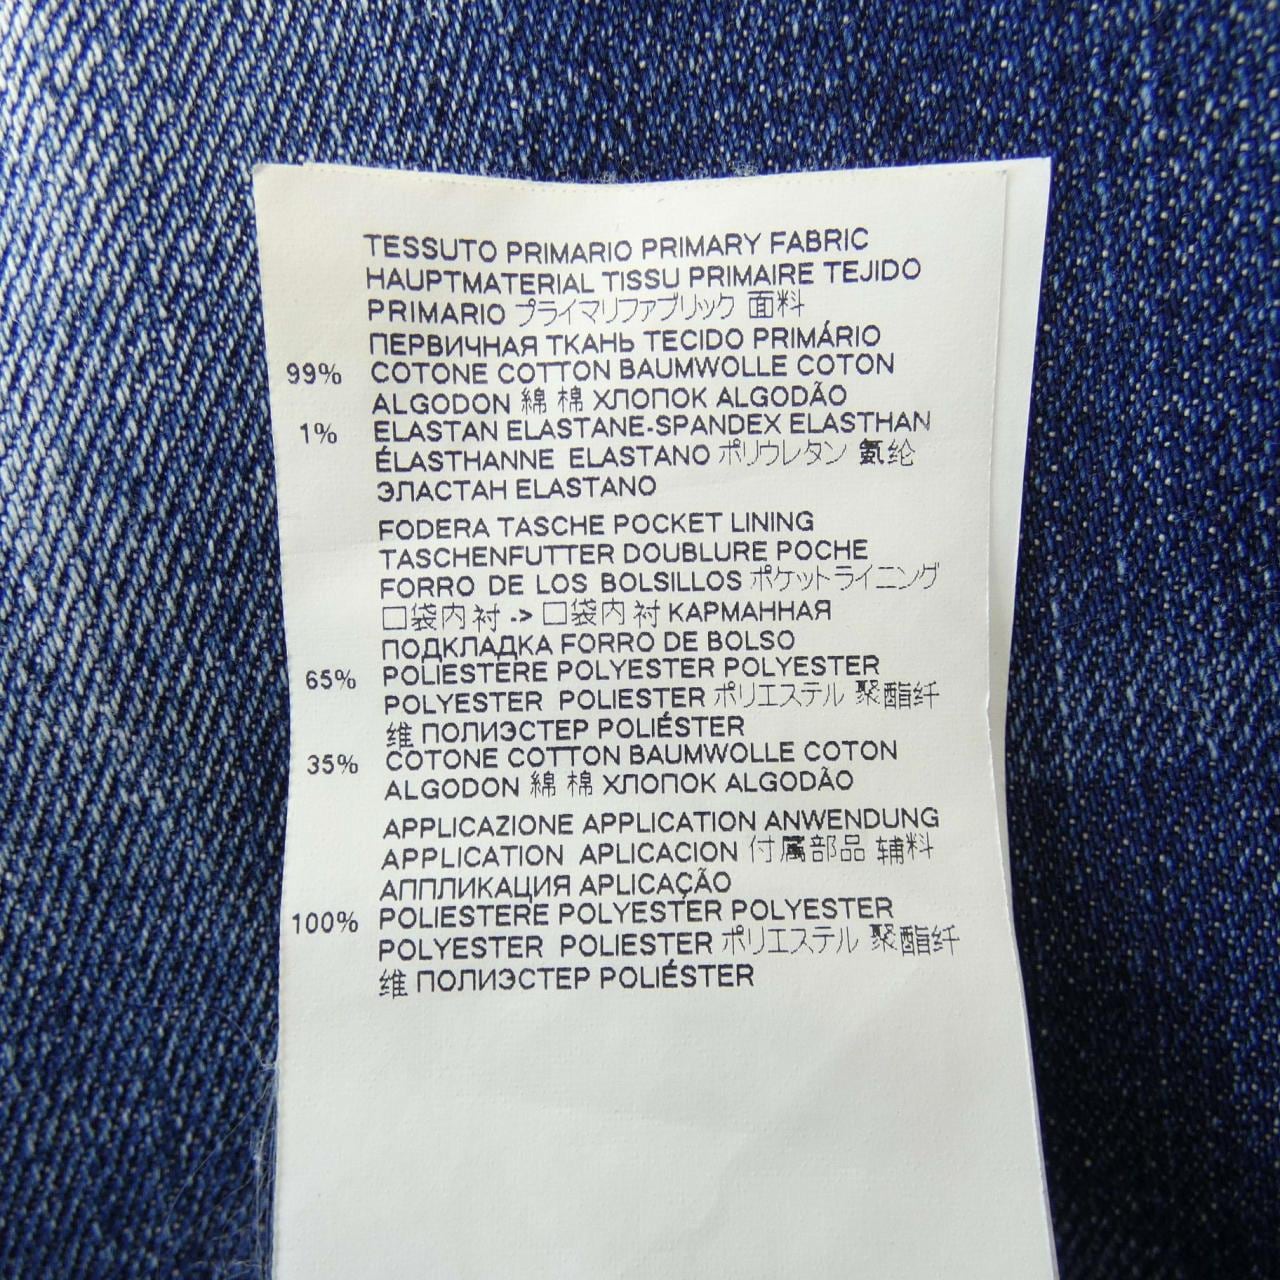 TESSUTO PRIMARIO PRIMARY FABRIC
HAUPTMATERIAL TISSU PRIMAIRE TEJIDO
PRIMARIO プライマリファブリック 面料
ПЕРВИЧНАЯ ТКАНЬ TECIDO PRIMÁRIO
99% COTONE COTTON BAUMWOLLE COTON
ALGODON 綿 棉 ХЛОПОК ALGODÃO
1% ELASTAN ELASTANE-SPANDEX ELASTHAN
ÉLASTHANNE ELASTANO ポリウレタン 氨纶
ЭЛАСТАН ELASTANO
FODERA TASCHE POCKET LINING
TASCHENFUTTER DOUBLURE POCHE
FORRO DE LOS BOLSILLOS ポケットライニング
口袋内衬 -> 口袋内衬 КАРМАННАЯ
ПОДКЛАДКА FORRO DE BOLSO
65% POLIESTERE POLYESTER POLYESTER
POLYESTER POLIESTER ポリエステル 聚酯纤
维 ПОЛИЭСТЕР POLIÉSTER
35% COTONE COTTON BAUMWOLLE COTON
ALGODON 綿 棉 ХЛОПОК ALGODÃO
APPLICAZIONE APPLICATION ANWENDUNG
APPLICATION APLICACION 付属部品 辅料
АППЛИКАЦИЯ APLICAÇÃO
100% POLIESTERE POLYESTER POLYESTER
POLYESTER POLIESTER ポリエステル 聚酯纤
维 ПОЛИЭСТЕР POLIÉSTER